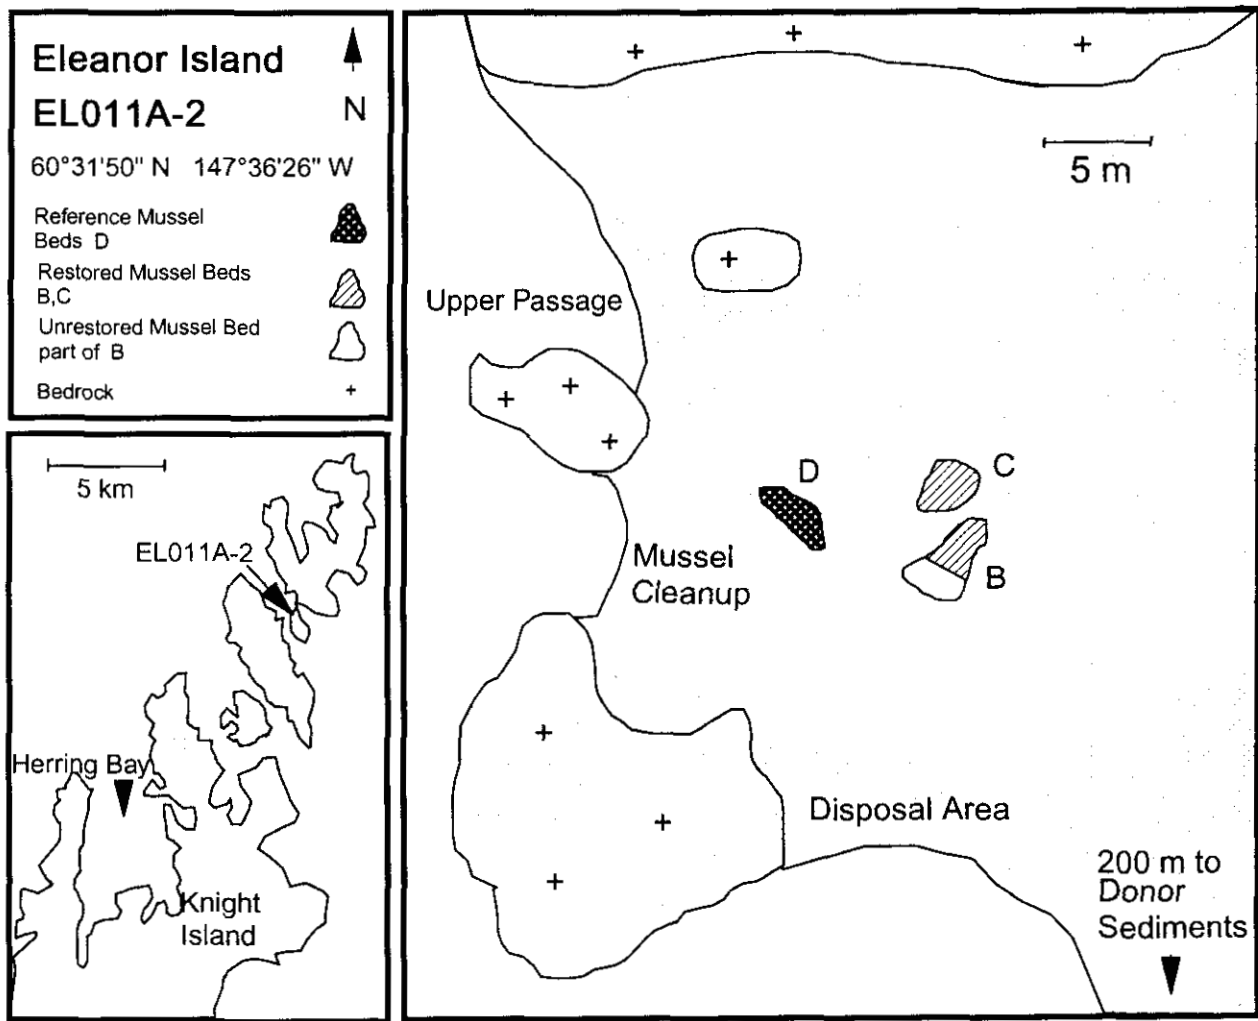 Eleanor Island
EL011A-2
N
60°31'50" N 147°36'26" W
Reference Mussel
Beds D
Restored Mussel Beds
B,C
Unrestored Mussel Bed
part of B
Bedrock +
5 km
EL011A-2
Herring Bay
Knight
Island
5 m
Upper Passage
D
C
B
Mussel
Cleanup
Disposal Area
200 m to
Donor
Sediments